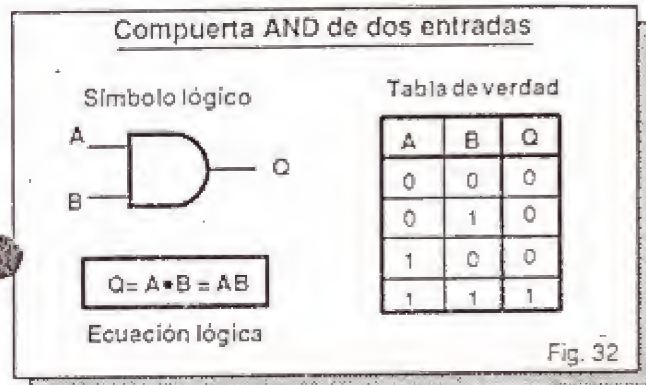 Compuerta AND de dos entradas
Símbolo lógico
A
B
Q
Q= A•B = AB
Ecuación lógica
Tabla de verdad
A B Q
0 0 0
0 1 0
1 0 0
1 1 1
Fig. 32